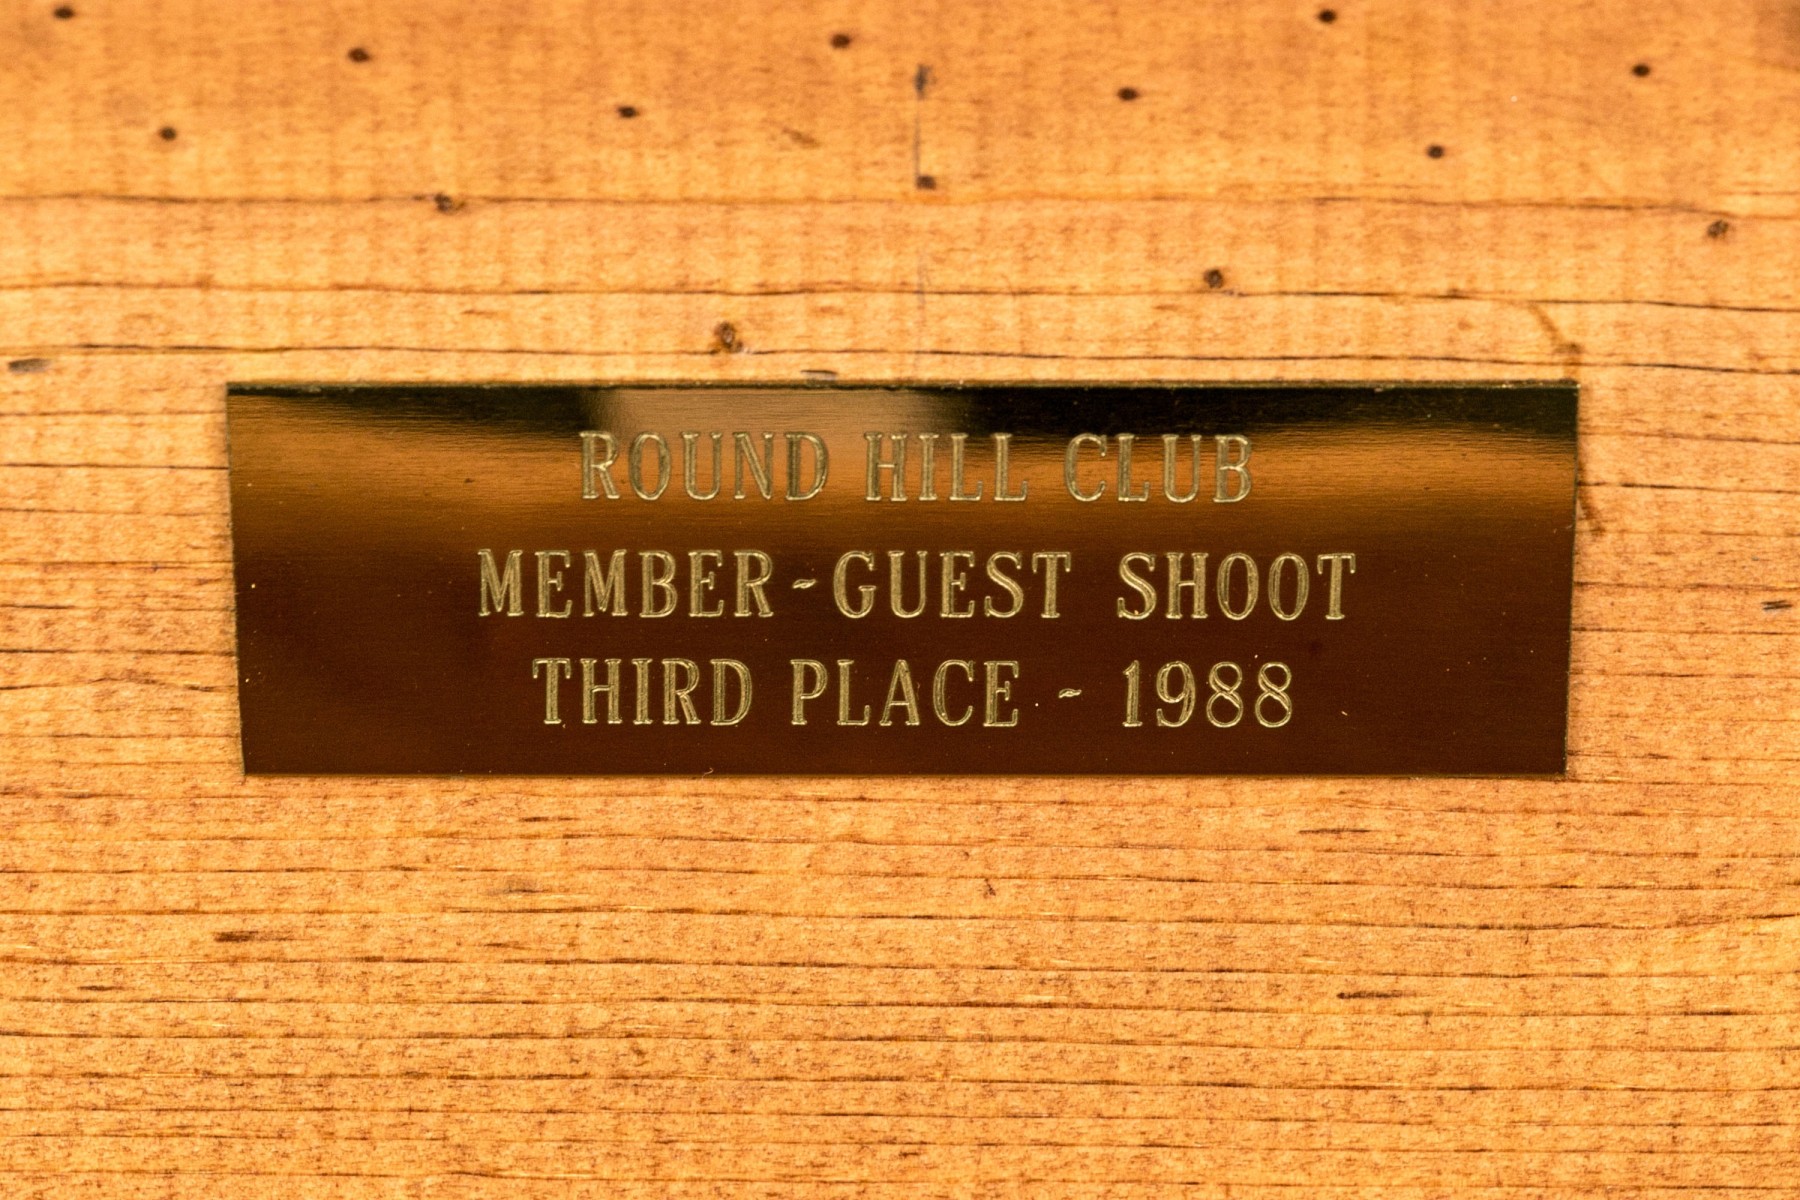 ROUND HILL CLUB
MEMBER-GUEST SHOOT
THIRD PLACE - 1988